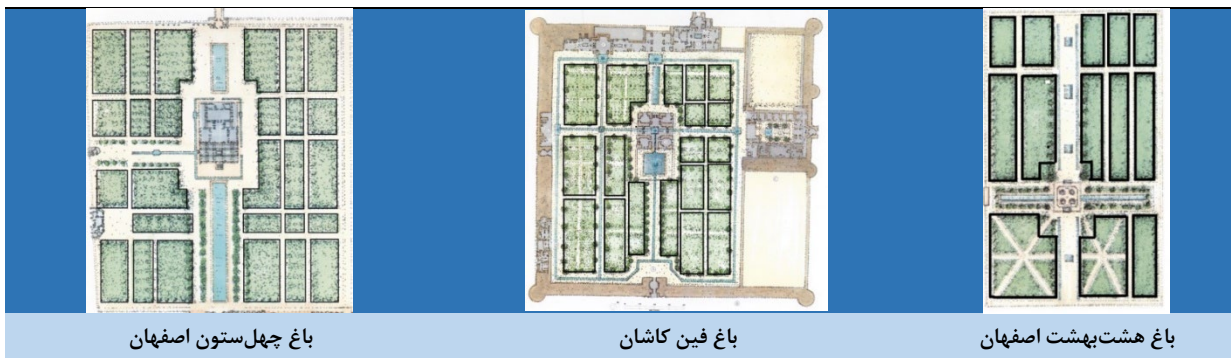 باغ هشت‌بهشت اصفهان
باغ فین کاشان
باغ چهل‌ستون اصفهان